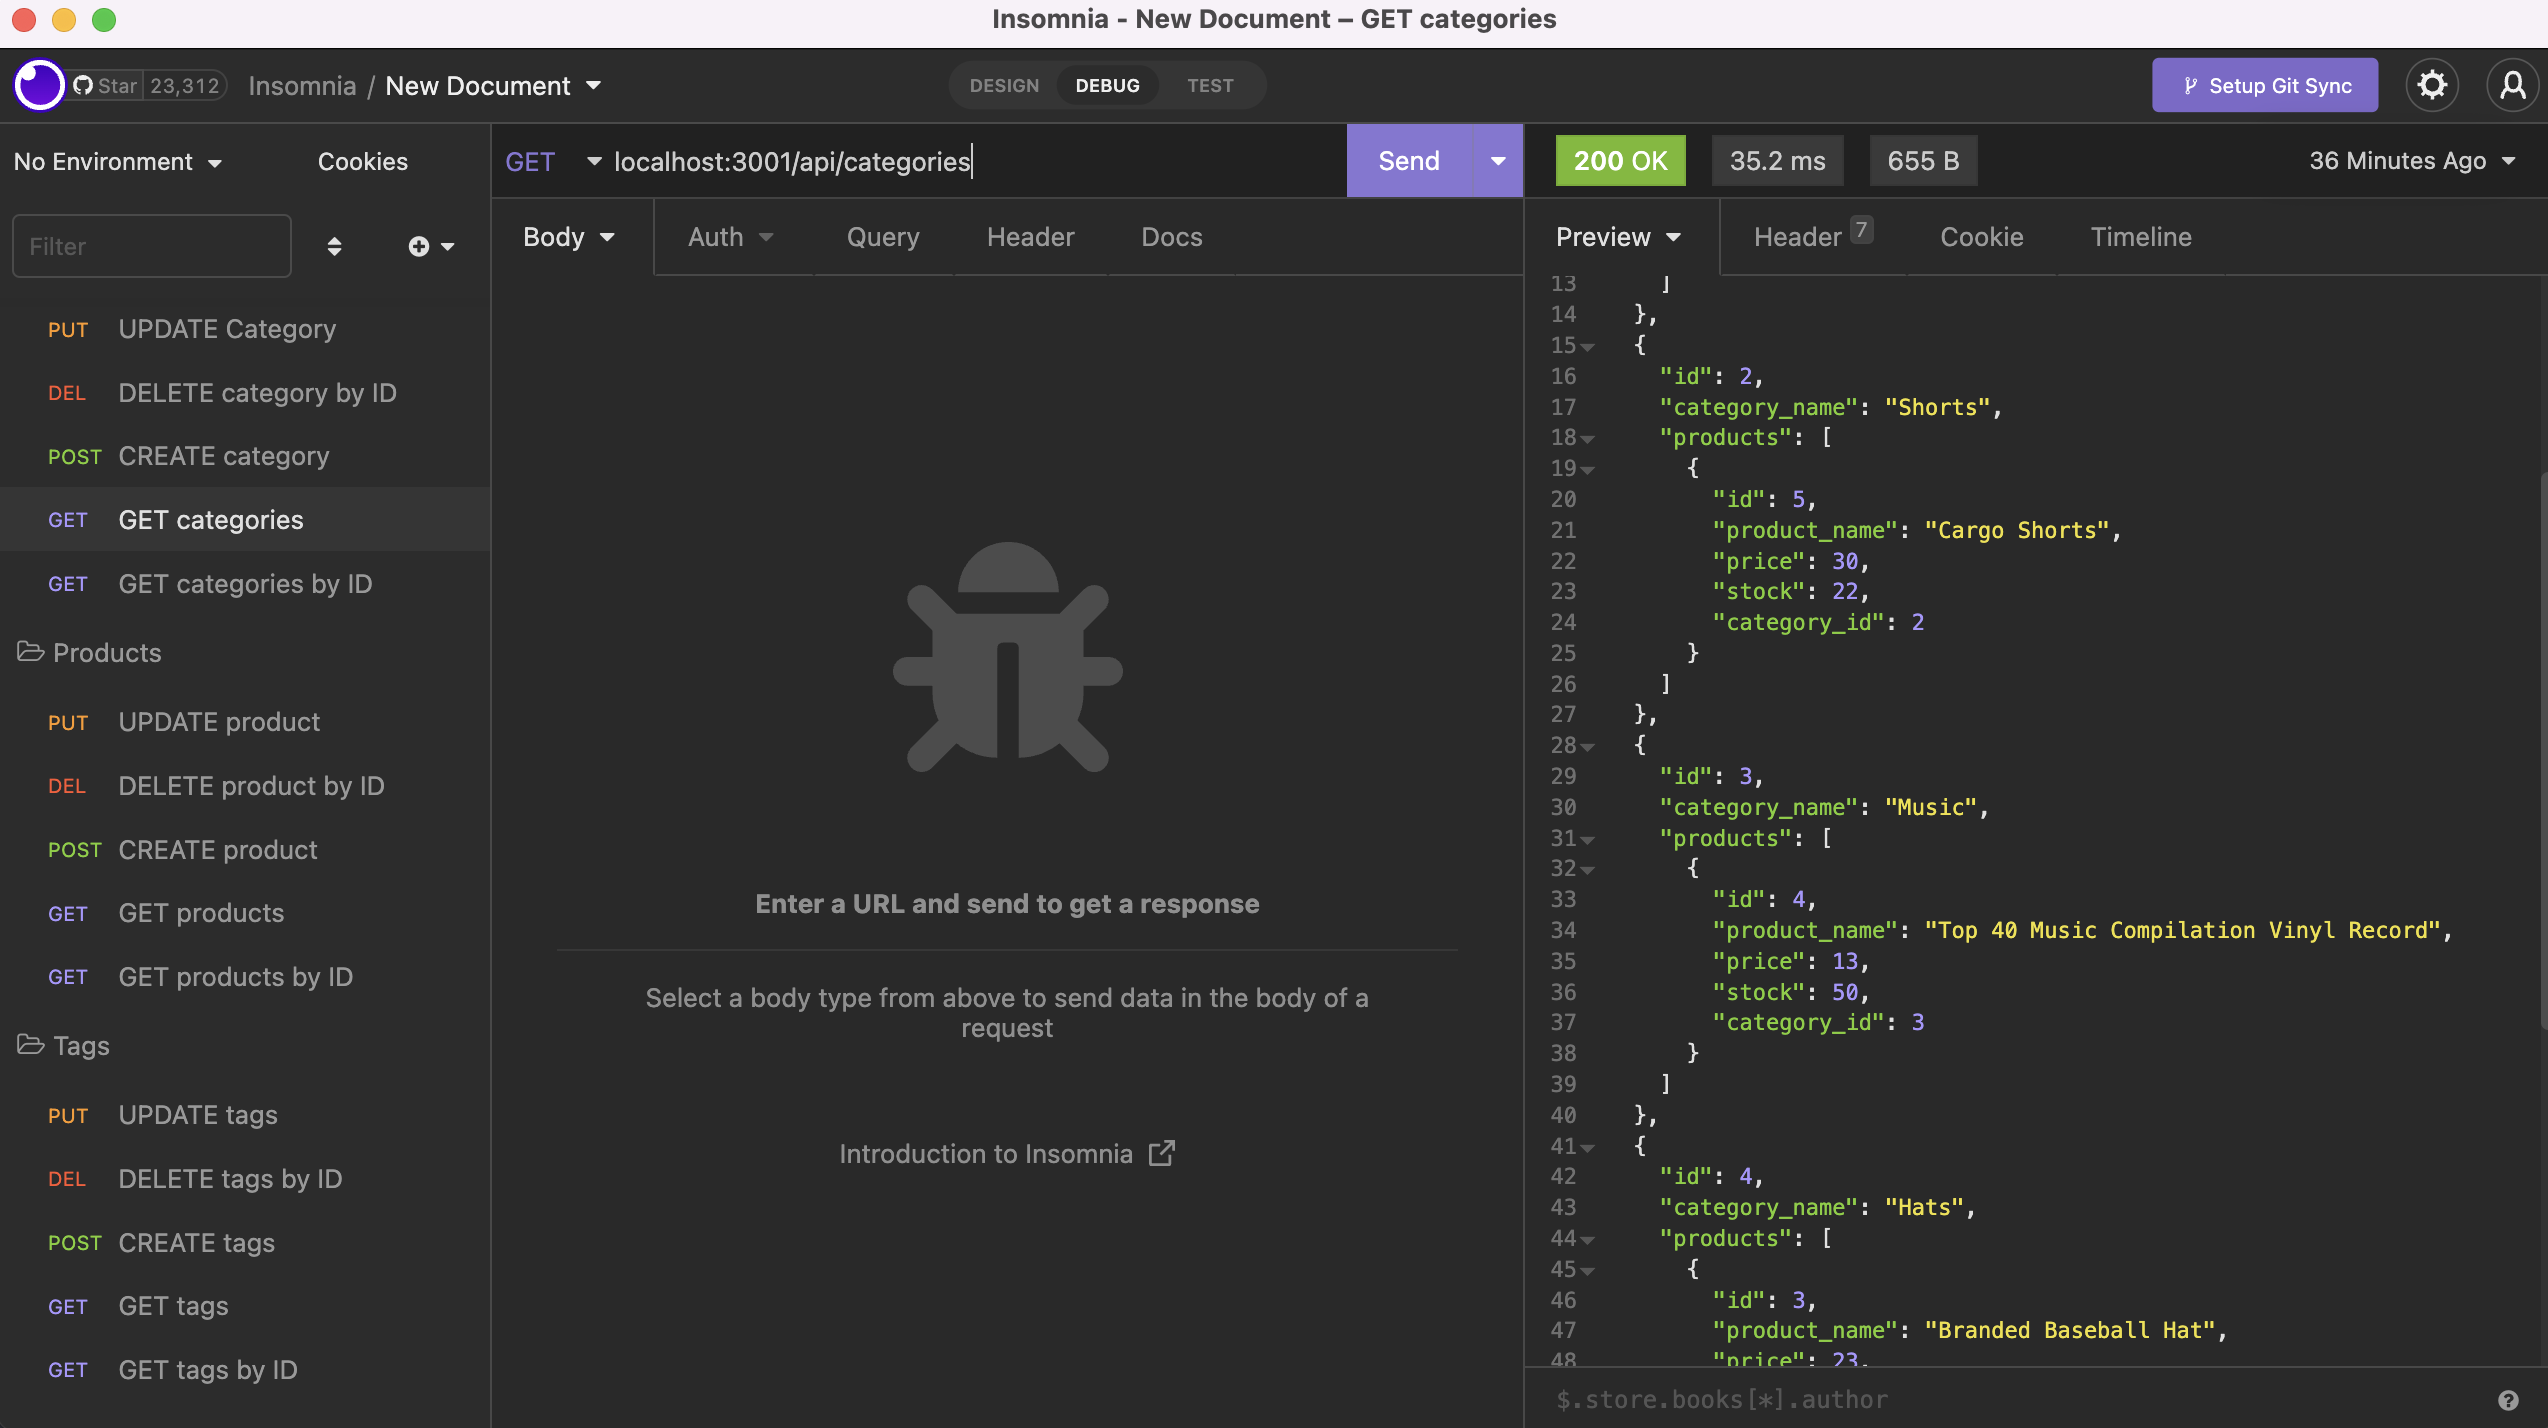 Insomnia - New Document – GET categories
Star 23,312 Insomnia / New Document DESIGN DEBUG TEST Setup Git Sync
No Environment Cookies
Filter
PUT UPDATE Category
DEL DELETE category by ID
POST CREATE category
GET GET categories
GET GET categories by ID
Products
PUT UPDATE product
DEL DELETE product by ID
POST CREATE product
GET GET products
GET GET products by ID
Tags
PUT UPDATE tags
DEL DELETE tags by ID
POST CREATE tags
GET GET tags
GET GET tags by ID
GET localhost:3001/api/categories Send
Body Auth Query Header Docs
Enter a URL and send to get a response
Select a body type from above to send data in the body of a
request
Introduction to Insomnia
200 OK 35.2 ms 655 B 36 Minutes Ago
Preview Header 7 Cookie Timeline
13 ]
14 },
15 {
16 "id": 2,
17 "category_name": "Shorts",
18 "products": [
19 {
20 "id": 5,
21 "product_name": "Cargo Shorts",
22 "price": 30,
23 "stock": 22,
24 "category_id": 2
25 }
26 ]
27 },
28 {
29 "id": 3,
30 "category_name": "Music",
31 "products": [
32 {
33 "id": 4,
34 "product_name": "Top 40 Music Compilation Vinyl Record",
35 "price": 13,
36 "stock": 50,
37 "category_id": 3
38 }
39 ]
40 },
41 {
42 "id": 4,
43 "category_name": "Hats",
44 "products": [
45 {
46 "id": 3,
47 "product_name": "Branded Baseball Hat",
48 "price": 23,
$.store.books[*].author